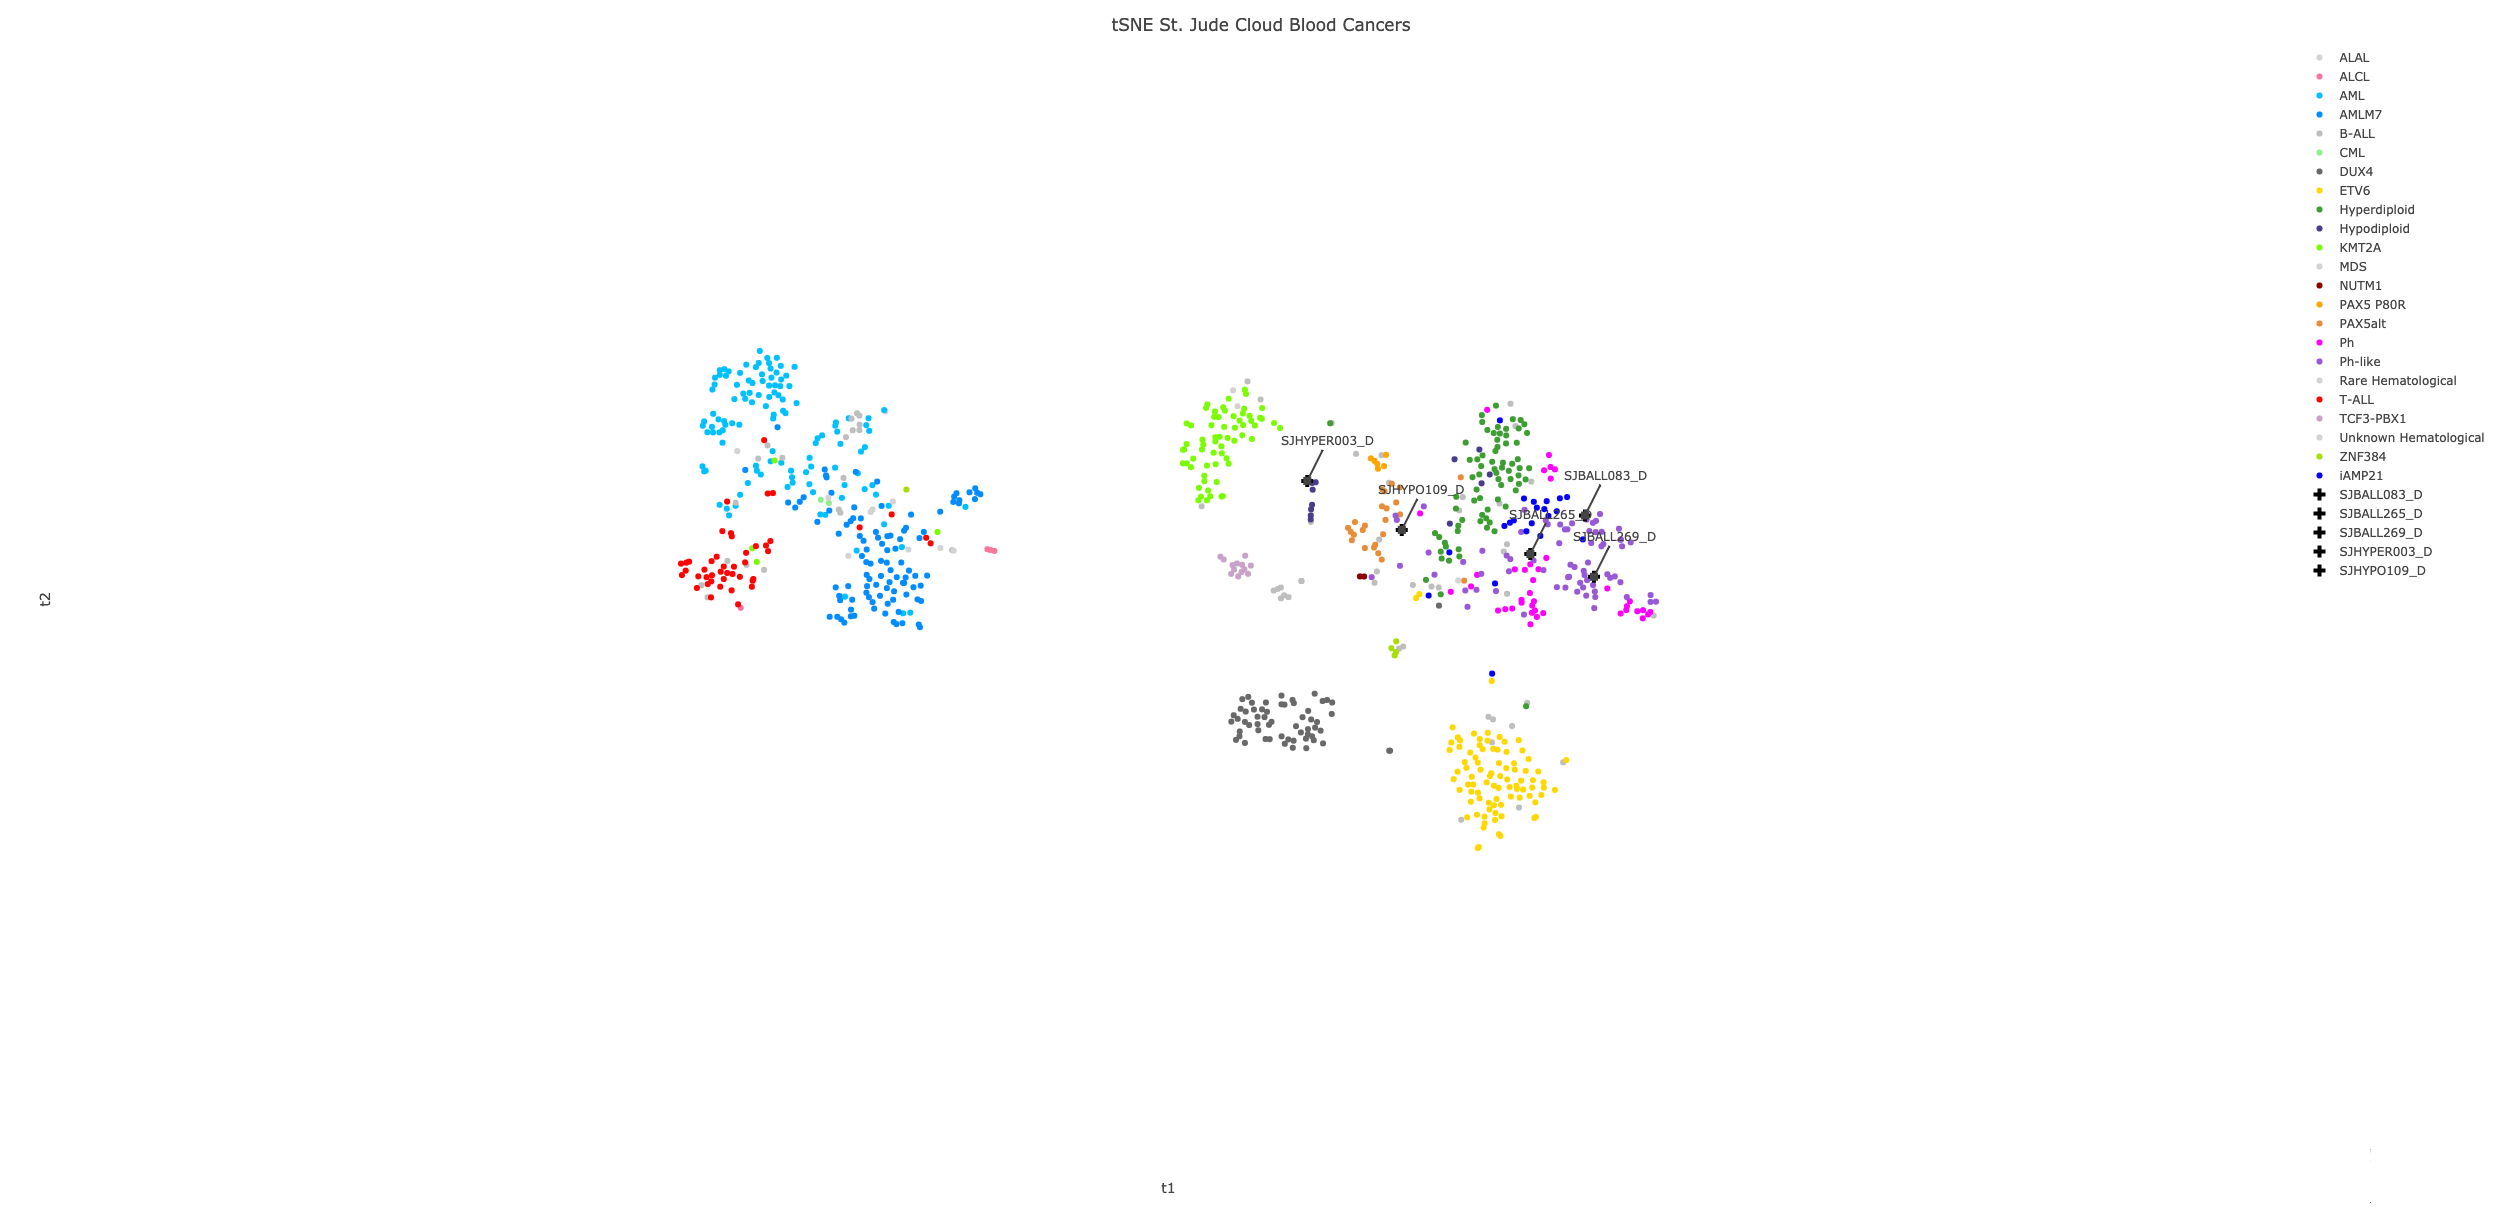 tSNE St. Jude Cloud Blood Cancers
ALAL
ALCL
AML
AMLM7
B-ALL
CML
DUX4
ETV6
Hyperdiploid
Hypodiploid
KMT2A
MDS
NUTM1
PAX5 P80R
PAX5alt
Ph
Ph-like
Rare Hematological
T-ALL
TCF3-PBX1
Unknown Hematological
ZNF384
iAMP21
SJBALL083_D
SJBALL265_D
SJBALL269_D
SJHYPER003_D
SJHYPO109_D
SJHYPER003_D
SJBALL083_D
SJHYPO109_D
SJBALL265_D
SJBALL269_D
t2
t1